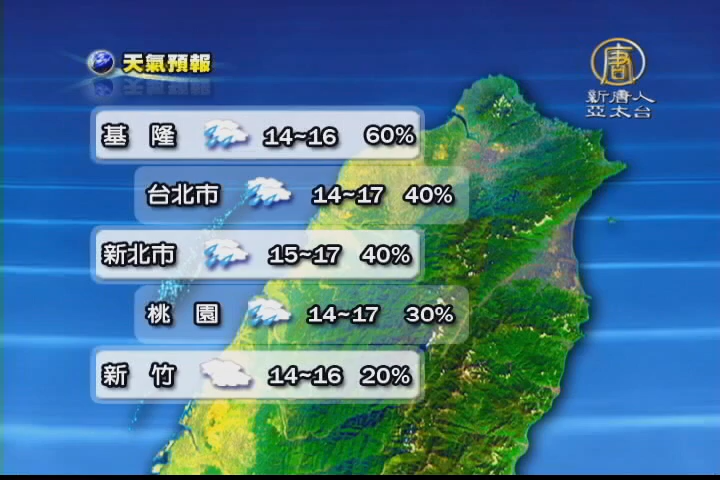 天氣預報
唐
新唐人
亞太台
基 隆 14~16 60%
台北市 14~17 40%
新北市 15~17 40%
桃 園 14~17 30%
新 竹 14~16 20%